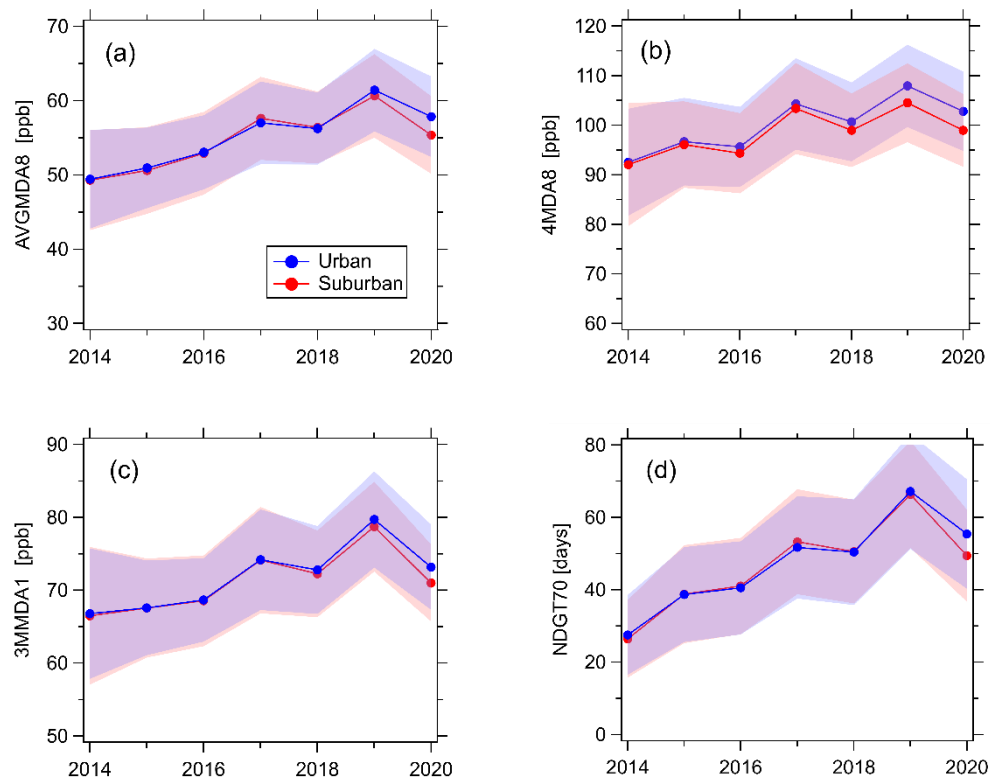 (a)
AVGMDA8 [ppb]
70
60
50
40
30
2014 2016 2018 2020
Urban
Suburban
(b)
4MDA8 [ppb]
120
110
100
90
80
70
60
2014 2016 2018 2020
(c)
3MMDA1 [ppb]
90
80
70
60
50
2014 2016 2018 2020
(d)
NDGT70 [days]
80
60
40
20
0
2014 2016 2018 2020